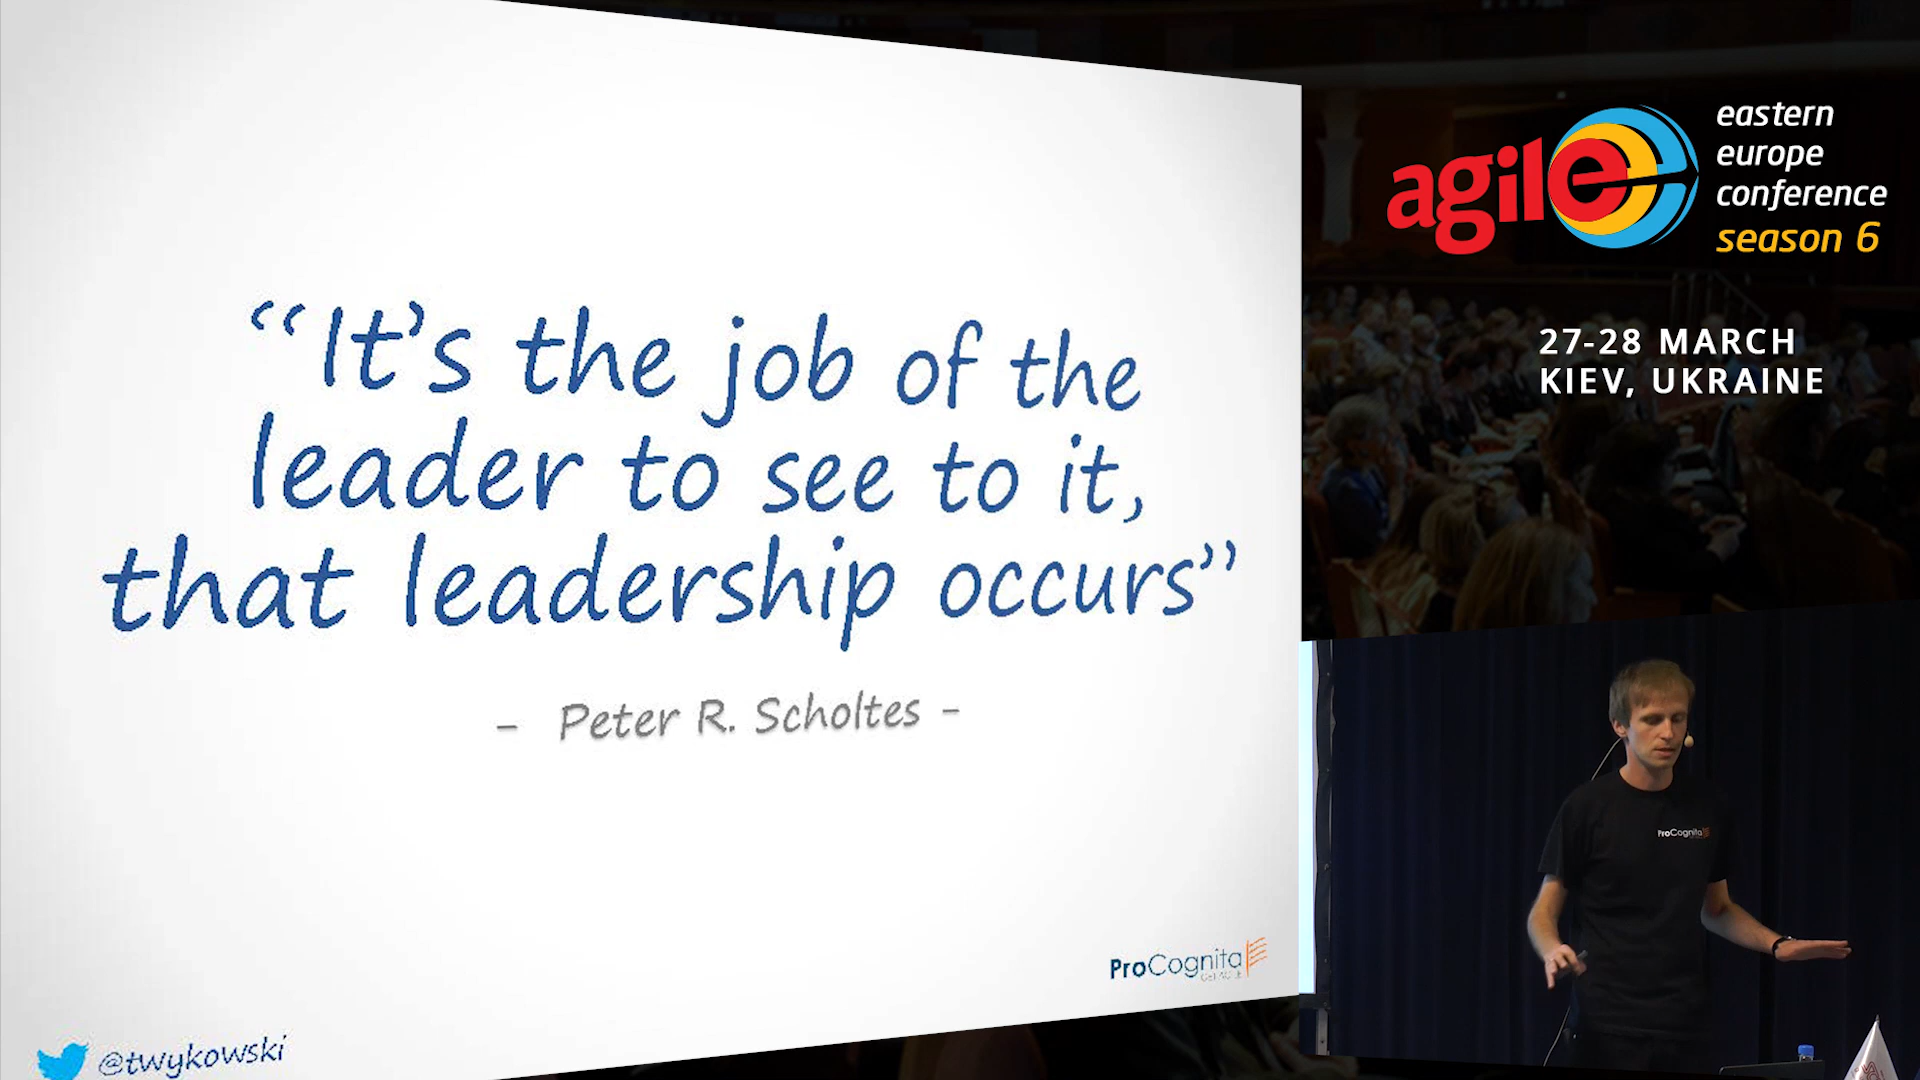 “It’s the job of the
leader to see to it,
that leadership occurs”
- Peter R. Scholtes -
ProCognita
@twykowski
agile
eastern
europe
conference
season 6
27-28 MARCH
KIEV, UKRAINE
ProCognita